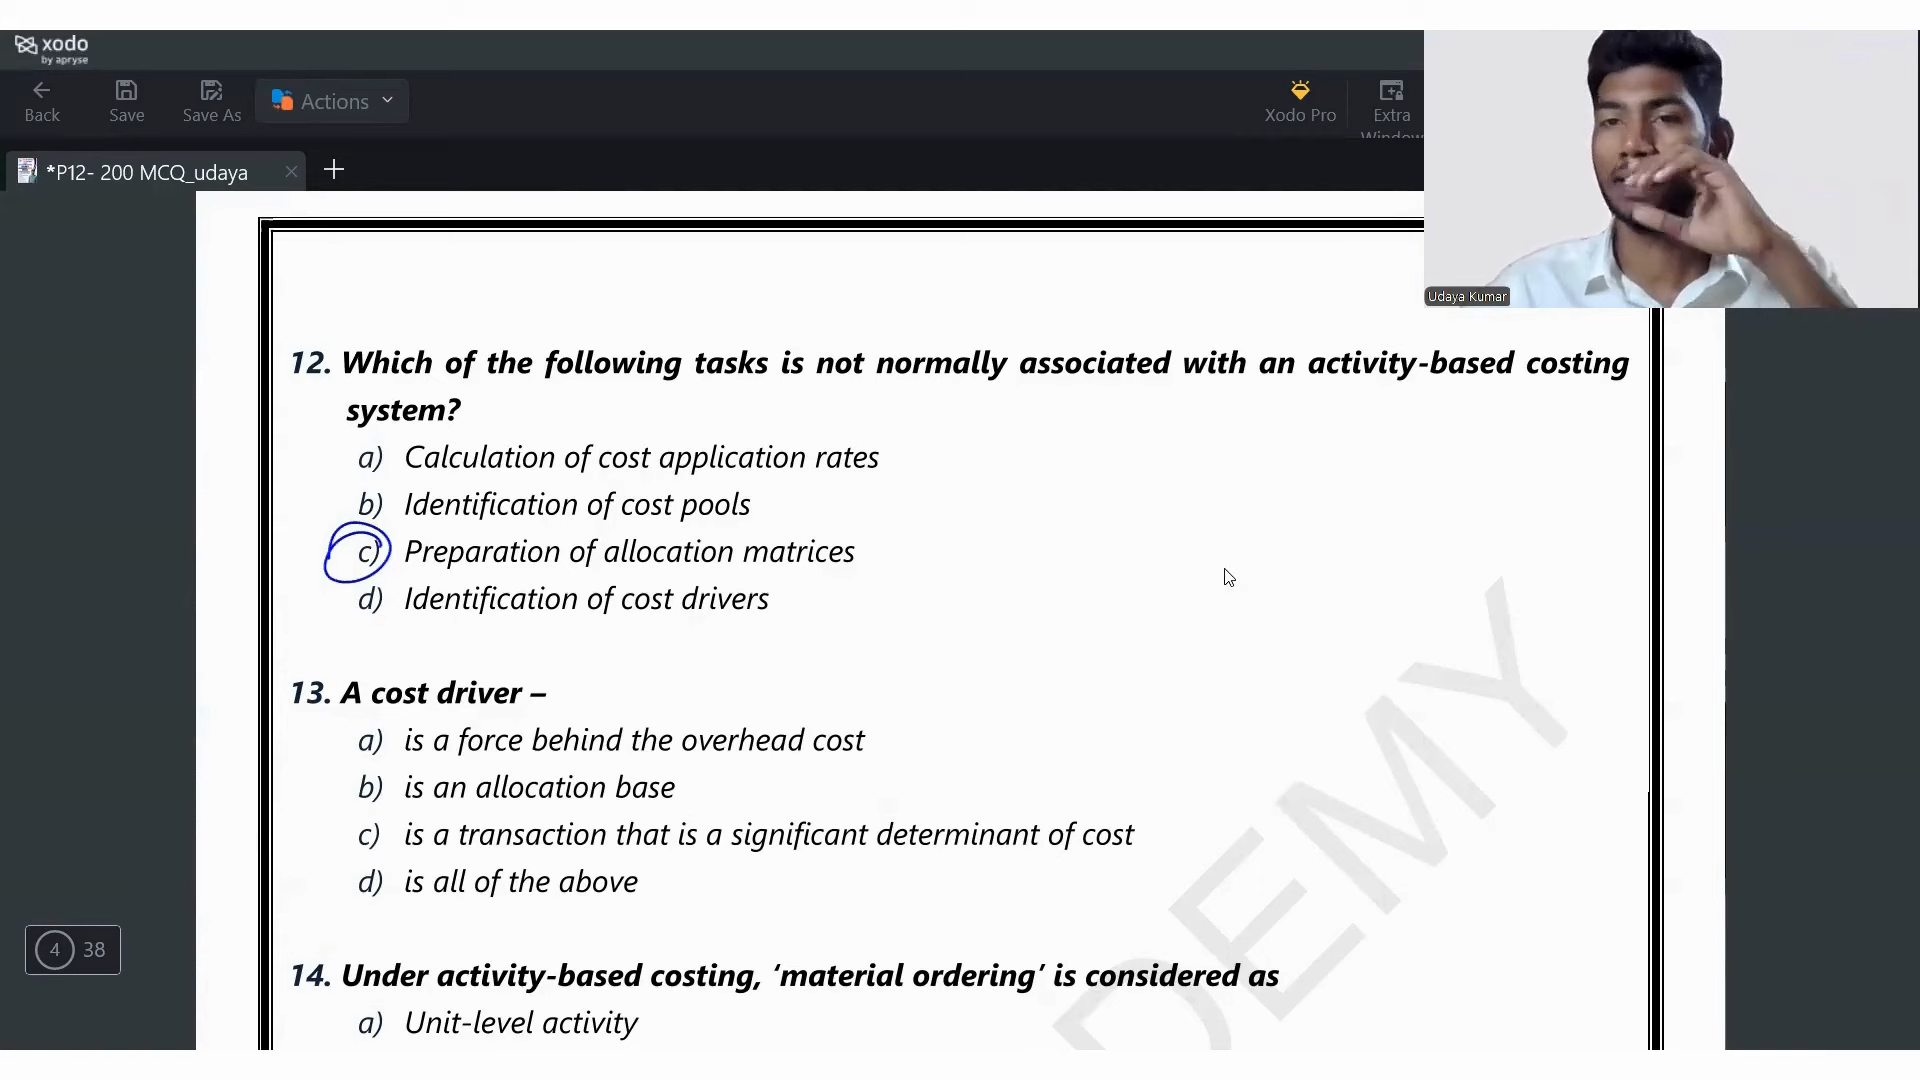 xodo
by apryse
Back
Save
Save As
Actions
Xodo Pro
Extra
Window
*P12- 200 MCQ_udaya
Udaya Kumar
12. Which of the following tasks is not normally associated with an activity-based costing
system?
a) Calculation of cost application rates
b) Identification of cost pools
c) Preparation of allocation matrices
d) Identification of cost drivers
13. A cost driver –
a) is a force behind the overhead cost
b) is an allocation base
c) is a transaction that is a significant determinant of cost
d) is all of the above
14. Under activity-based costing, ‘material ordering’ is considered as
a) Unit-level activity
4 38
DEMY